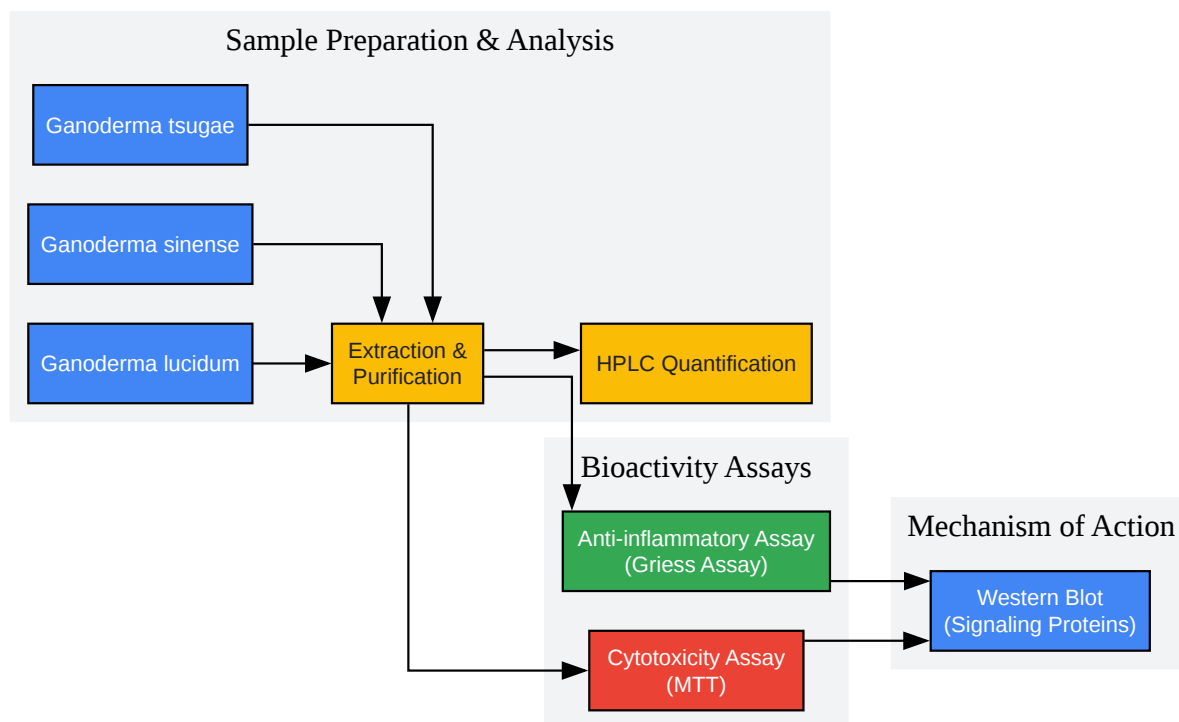 Sample Preparation & Analysis
Ganoderma tsugae
Ganoderma sinense
Ganoderma lucidum
Extraction &
Purification
HPLC Quantification
Bioactivity Assays
Anti-inflammatory Assay
(Griess Assay)
Cytotoxicity Assay
(MTT)
Mechanism of Action
Western Blot
(Signaling Proteins)